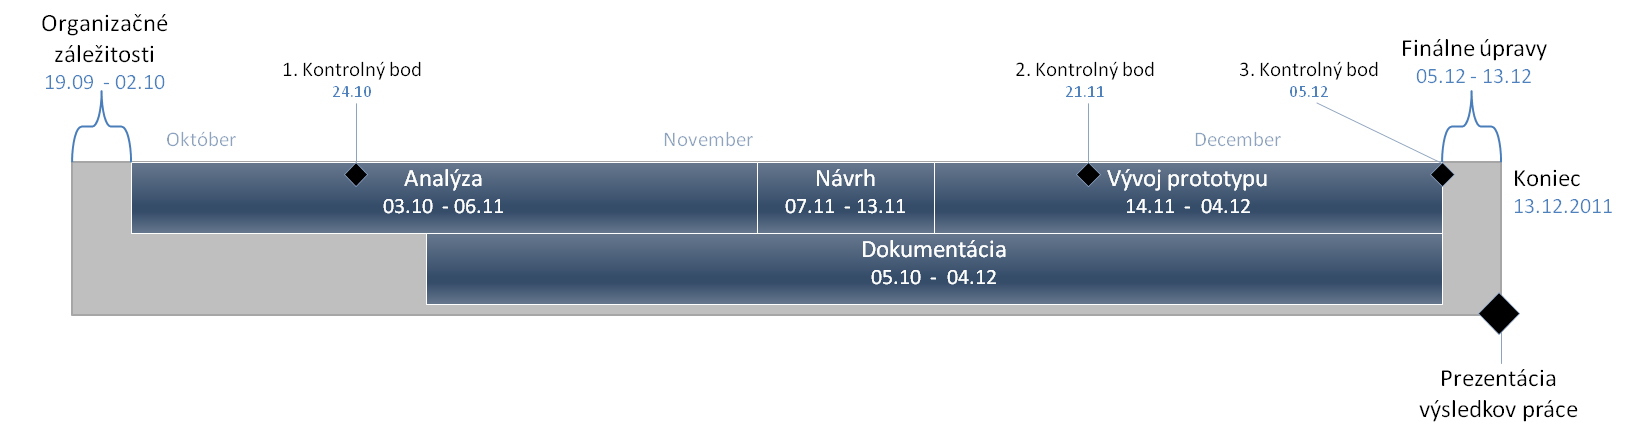 Organizačné
záležitosti
19.09 - 02.10
1. Kontrolný bod
24.10
2. Kontrolný bod
21.11
3. Kontrolný bod
05.12
Finálne úpravy
05.12 - 13.12
Október
November
December
Analýza
03.10 - 06.11
Návrh
07.11 - 13.11
Vývoj prototypu
14.11 - 04.12
Koniec
13.12.2011
Dokumentácia
05.10 - 04.12
Prezentácia
výsledkov práce